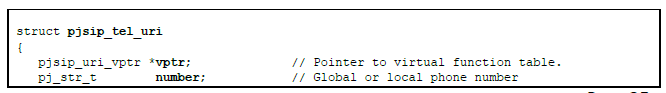 struct pjsip_tel_uri
{
pjsip_uri_vptr *vptr; // Pointer to virtual function table.
pj_str_t number; // Global or local phone number